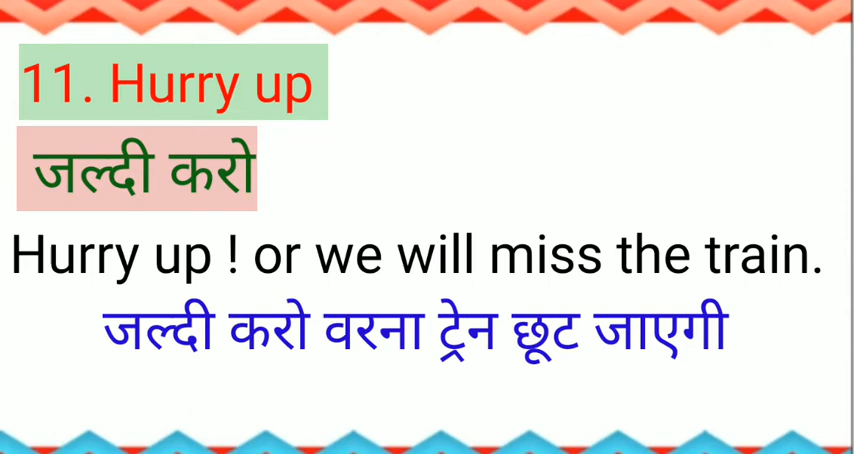 11. Hurry up
जल्दी करो
Hurry up ! or we will miss the train.
जल्दी करो वरना ट्रेन छूट जाएगी